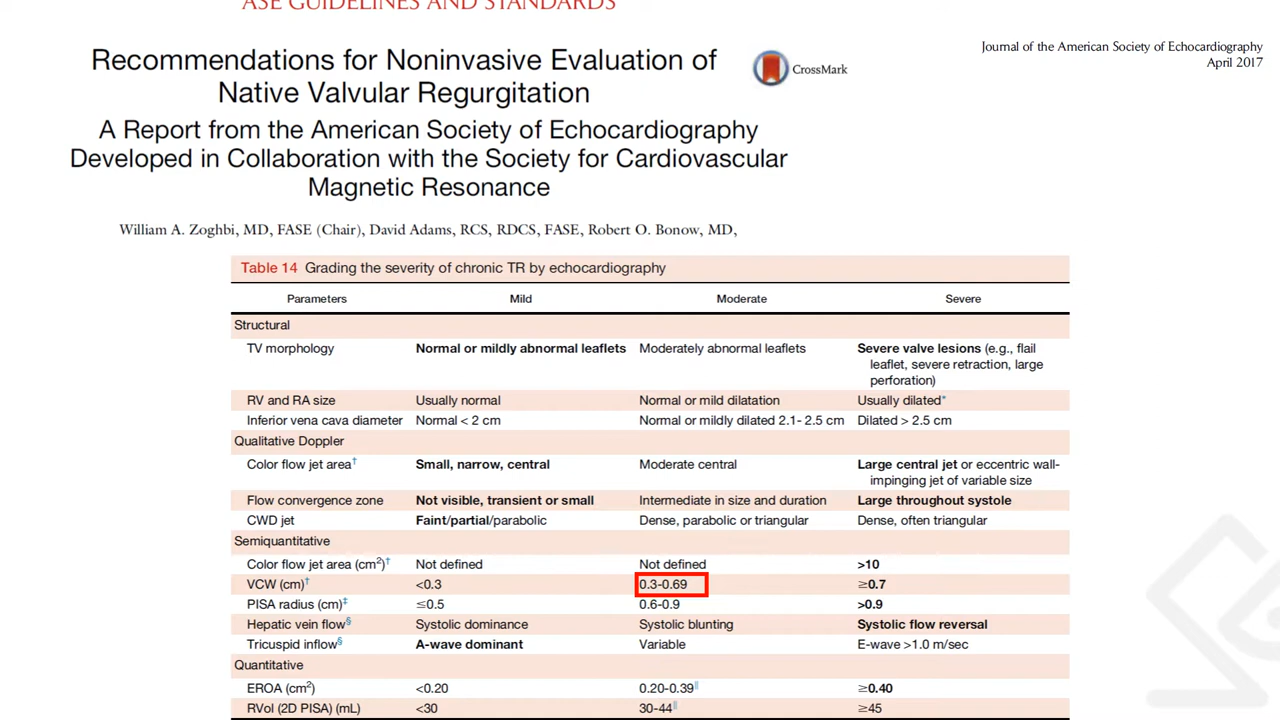 ASE GUIDELINES AND STANDARDS
Journal of the American Society of Echocardiography
April 2017
Recommendations for Noninvasive Evaluation of
Native Valvular Regurgitation
CrossMark
A Report from the American Society of Echocardiography
Developed in Collaboration with the Society for Cardiovascular
Magnetic Resonance
William A. Zoghbi, MD, FASE (Chair), David Adams, RCS, RDCS, FASE, Robert O. Bonow, MD,
Table 14 Grading the severity of chronic TR by echocardiography
Parameters Mild Moderate Severe
Structural
TV morphology Normal or mildly abnormal leaflets Moderately abnormal leaflets Severe valve lesions (e.g., flail
leaflet, severe retraction, large
perforation)
RV and RA size Usually normal Normal or mild dilatation Usually dilated*
Inferior vena cava diameter Normal < 2 cm Normal or mildly dilated 2.1- 2.5 cm Dilated > 2.5 cm
Qualitative Doppler
Color flow jet area† Small, narrow, central Moderate central Large central jet or eccentric wall-
impinging jet of variable size
Flow convergence zone Not visible, transient or small Intermediate in size and duration Large throughout systole
CWD jet Faint/partial/parabolic Dense, parabolic or triangular Dense, often triangular
Semiquantitative
Color flow jet area (cm²)† Not defined Not defined >10
VCW (cm)† <0.3 0.3-0.69 ≥0.7
PISA radius (cm)‡ ≤0.5 0.6-0.9 >0.9
Hepatic vein flow§ Systolic dominance Systolic blunting Systolic flow reversal
Tricuspid inflow§ A-wave dominant Variable E-wave >1.0 m/sec
Quantitative
EROA (cm²) <0.20 0.20-0.39‖ ≥0.40
RVol (2D PISA) (mL) <30 30-44‖ ≥45